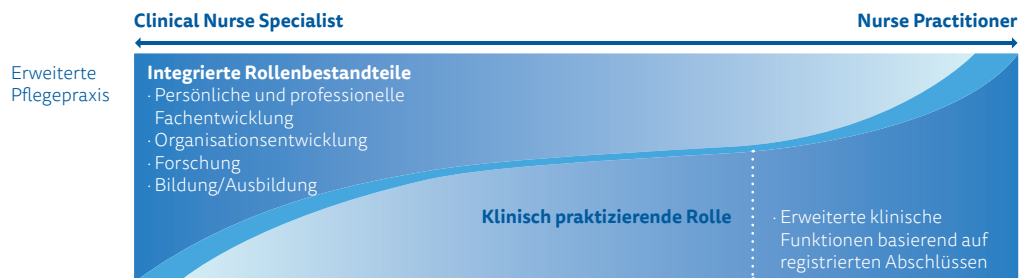 Clinical Nurse Specialist
Nurse Practitioner
Erweiterte
Pflegepraxis
Integrierte Rollenbestandteile
· Persönliche und professionelle
Fachentwicklung
· Organisationsentwicklung
· Forschung
· Bildung/Ausbildung
Klinisch praktizierende Rolle
· Erweiterte klinische
Funktionen basierend auf
registrierten Abschlüssen